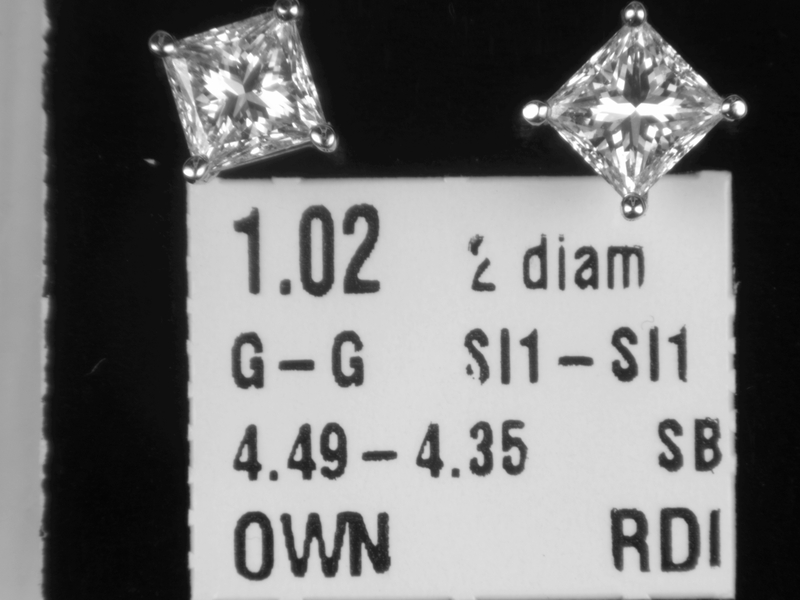 1.02 2 diam
G-G SI1-SI1
4.49-4.35 SB
OWN RDI